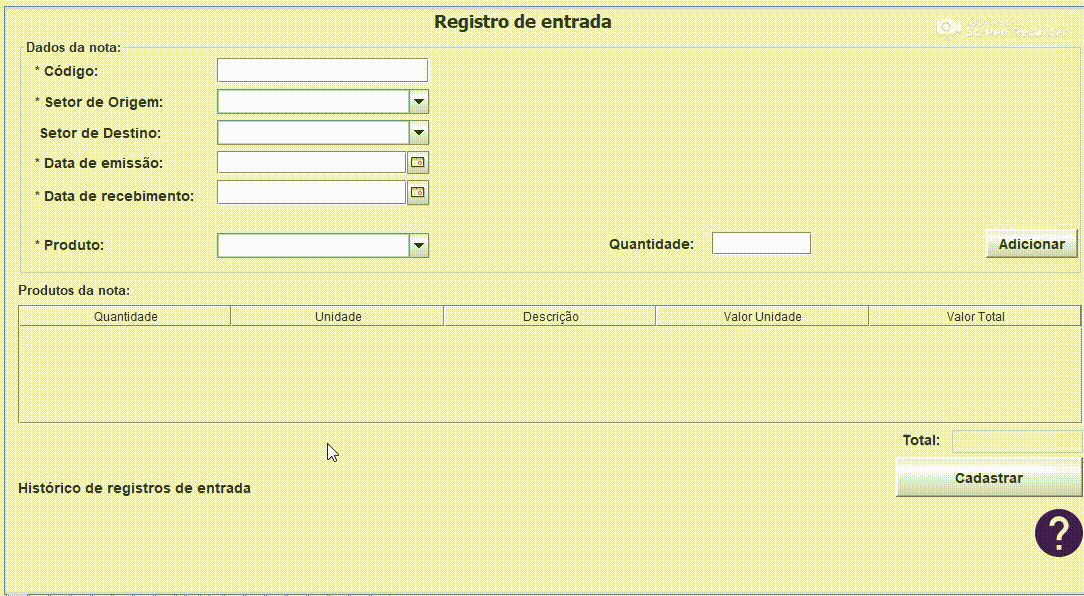 Registro de entrada
Screen Recorder
Dados da nota:
* Código:
* Setor de Origem:
Setor de Destino:
* Data de emissão:
* Data de recebimento:
* Produto:
Quantidade:
Adicionar
Produtos da nota:
Quantidade Unidade Descrição Valor Unidade Valor Total
Total:
Cadastrar
Histórico de registros de entrada
?